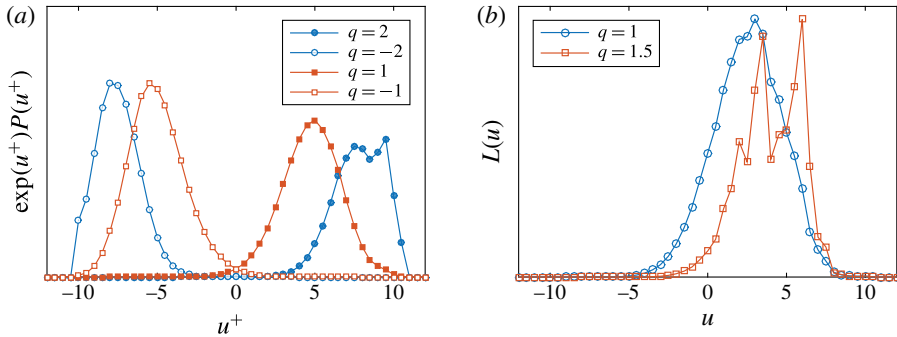 (a)
exp(u⁺)P(u⁺)
q = 2
q = −2
q = 1
q = −1
−10 −5 0 5 10
u⁺
(b)
L(u)
q = 1
q = 1.5
−10 −5 0 5 10
u